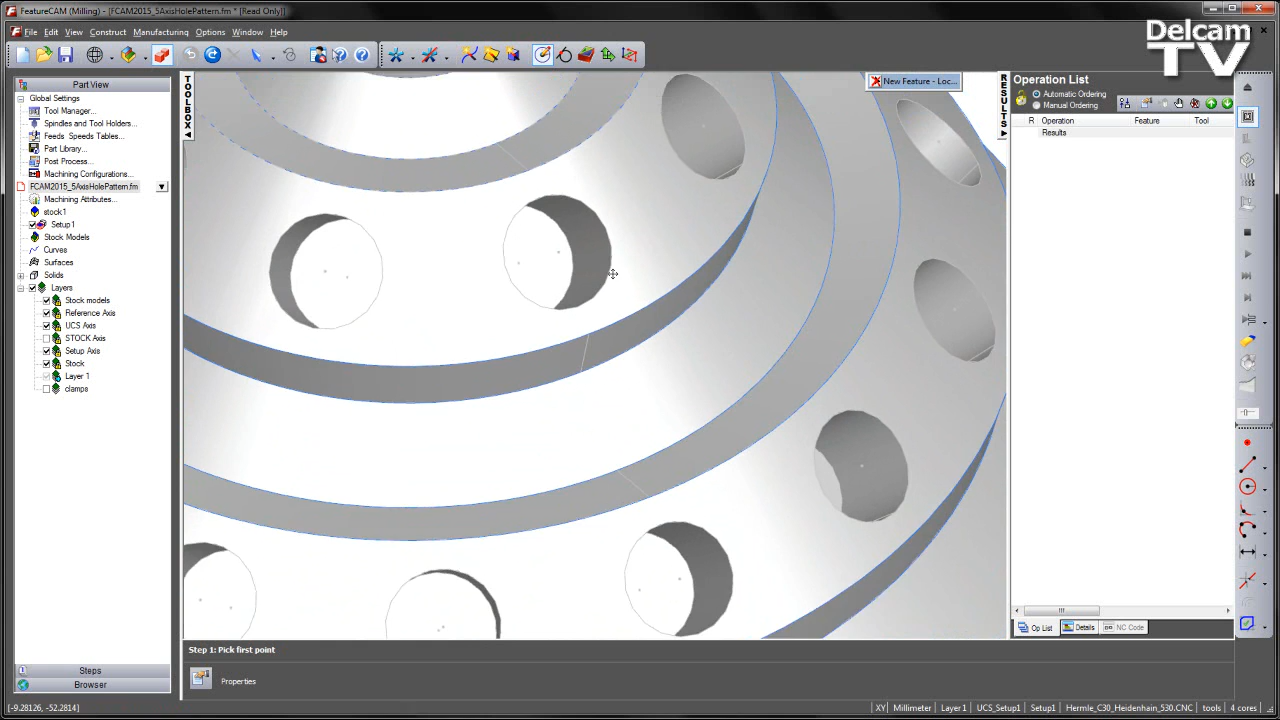 FeatureCAM (Milling) - [FCAM2015_5AxisHolePattern.fm * [Read Only]]
File Edit View Construct Manufacturing Options Window Help
Delcam
TV
Part View
Global Settings
Tool Manager...
Spindles and Tool Holders...
Feeds Speeds Tables...
Part Library...
Post Process...
Machining Configurations...
FCAM2015_5AxisHolePattern.fm
Machining Attributes...
stock1
Setup1
Stock Models
Curves
Surfaces
Solids
Layers
Stock models
Reference Axis
UCS Axis
STOCK Axis
Setup Axis
Stock
Layer 1
clamps
Steps
Browser
TOOLBOX
New Feature - Loc...
RESULTS
Operation List
Automatic Ordering
Manual Ordering
R Operation Feature Tool
Results
Op List Details NC Code
Step 1: Pick first point
Properties
[-9.28126, -52.2814] XY Millimeter Layer 1 UCS_Setup1 Setup1 Hermle_C30_Heidenhain_530.CNC tools 4 cores